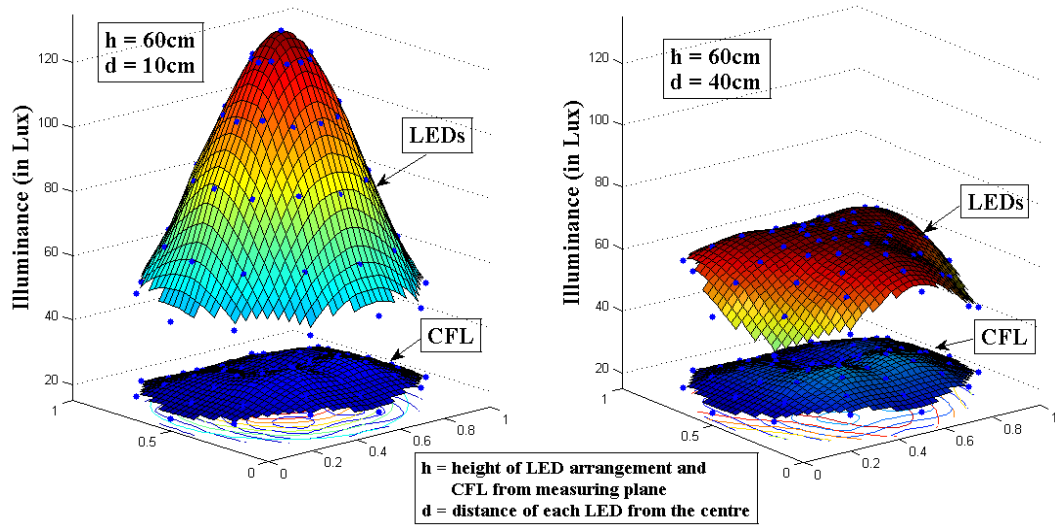 h = 60cm
d = 10cm
Illuminance (in Lux)
120
100
80
60
40
20
LEDs
CFL
1
0.5
0
0
0.2
0.4
0.6
0.8
1
h = 60cm
d = 40cm
Illuminance (in Lux)
120
100
80
60
40
20
LEDs
CFL
1
0.5
0
0
0.2
0.4
0.6
0.8
1
h = height of LED arrangement and
CFL from measuring plane
d = distance of each LED from the centre